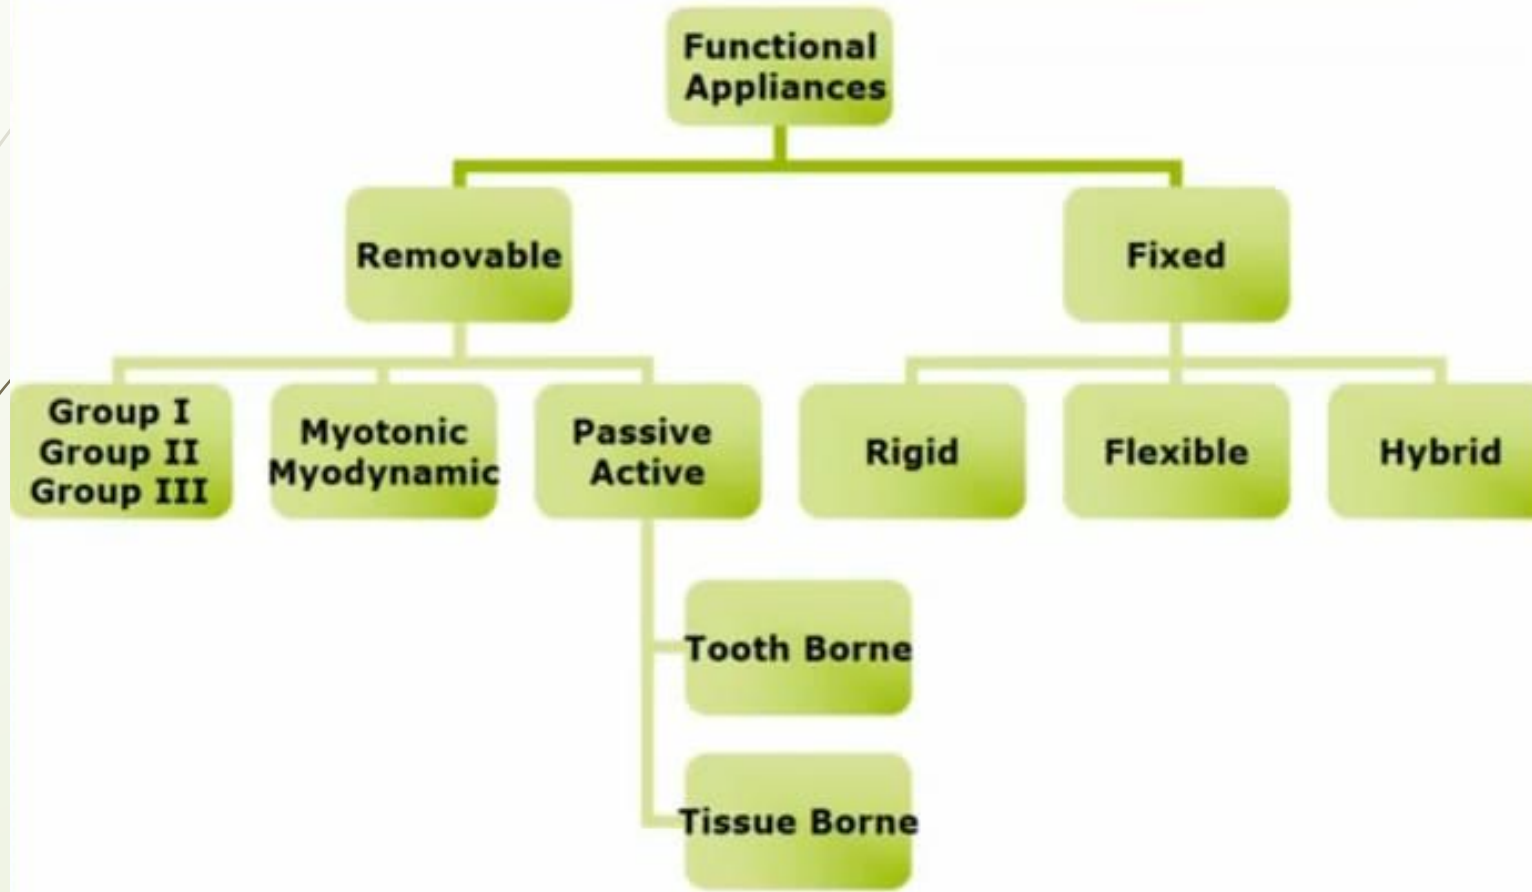 Functional
Appliances
Removable
Fixed
Group I
Group II
Group III
Myotonic
Myodynamic
Passive
Active
Rigid
Flexible
Hybrid
Tooth Borne
Tissue Borne